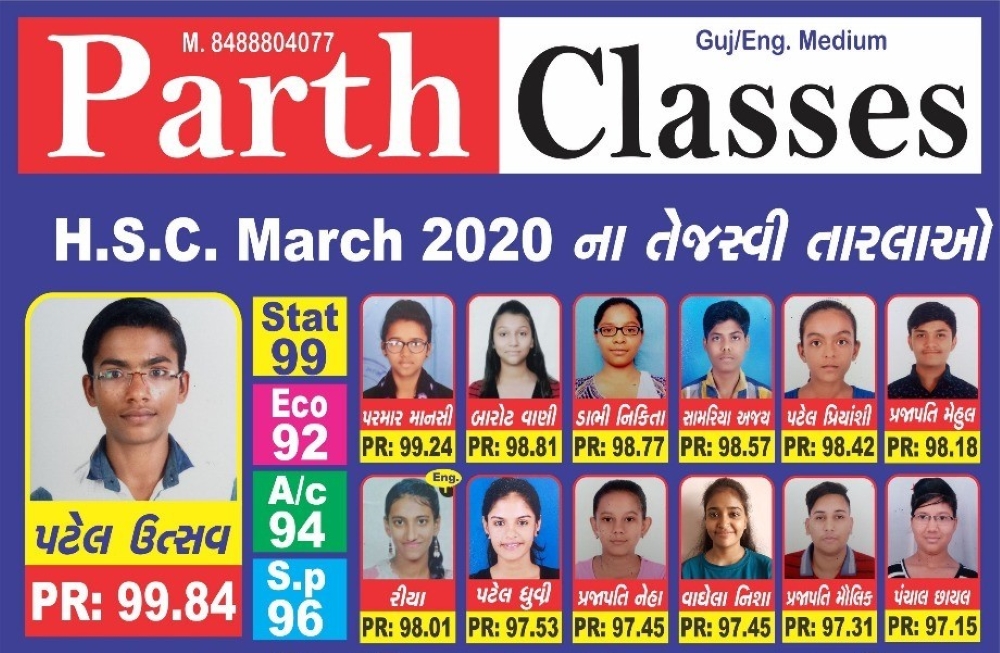 M. 8488804077
Guj/Eng. Medium
Parth Classes
H.S.C. March 2020 ના તેજસ્વી તારલાઓ
પટેલ ઉત્સવ
PR: 99.84
Stat
99
Eco
92
A/c
94
S.p
96
પરમાર માનસી
PR: 99.24
બારોટ વાણી
PR: 98.81
ડાભી નિકિતા
PR: 98.77
સામરિયા અજય
PR: 98.57
પટેલ પ્રિયાંશી
PR: 98.42
પ્રજાપતિ મેહુલ
PR: 98.18
Eng.
રીયા
PR: 98.01
પટેલ ધ્રુવી
PR: 97.53
પ્રજાપતિ નેહા
PR: 97.45
વાઘેલા નિશા
PR: 97.45
પ્રજાપતિ મૌલિક
PR: 97.31
પંચાલ છાયલ
PR: 97.15